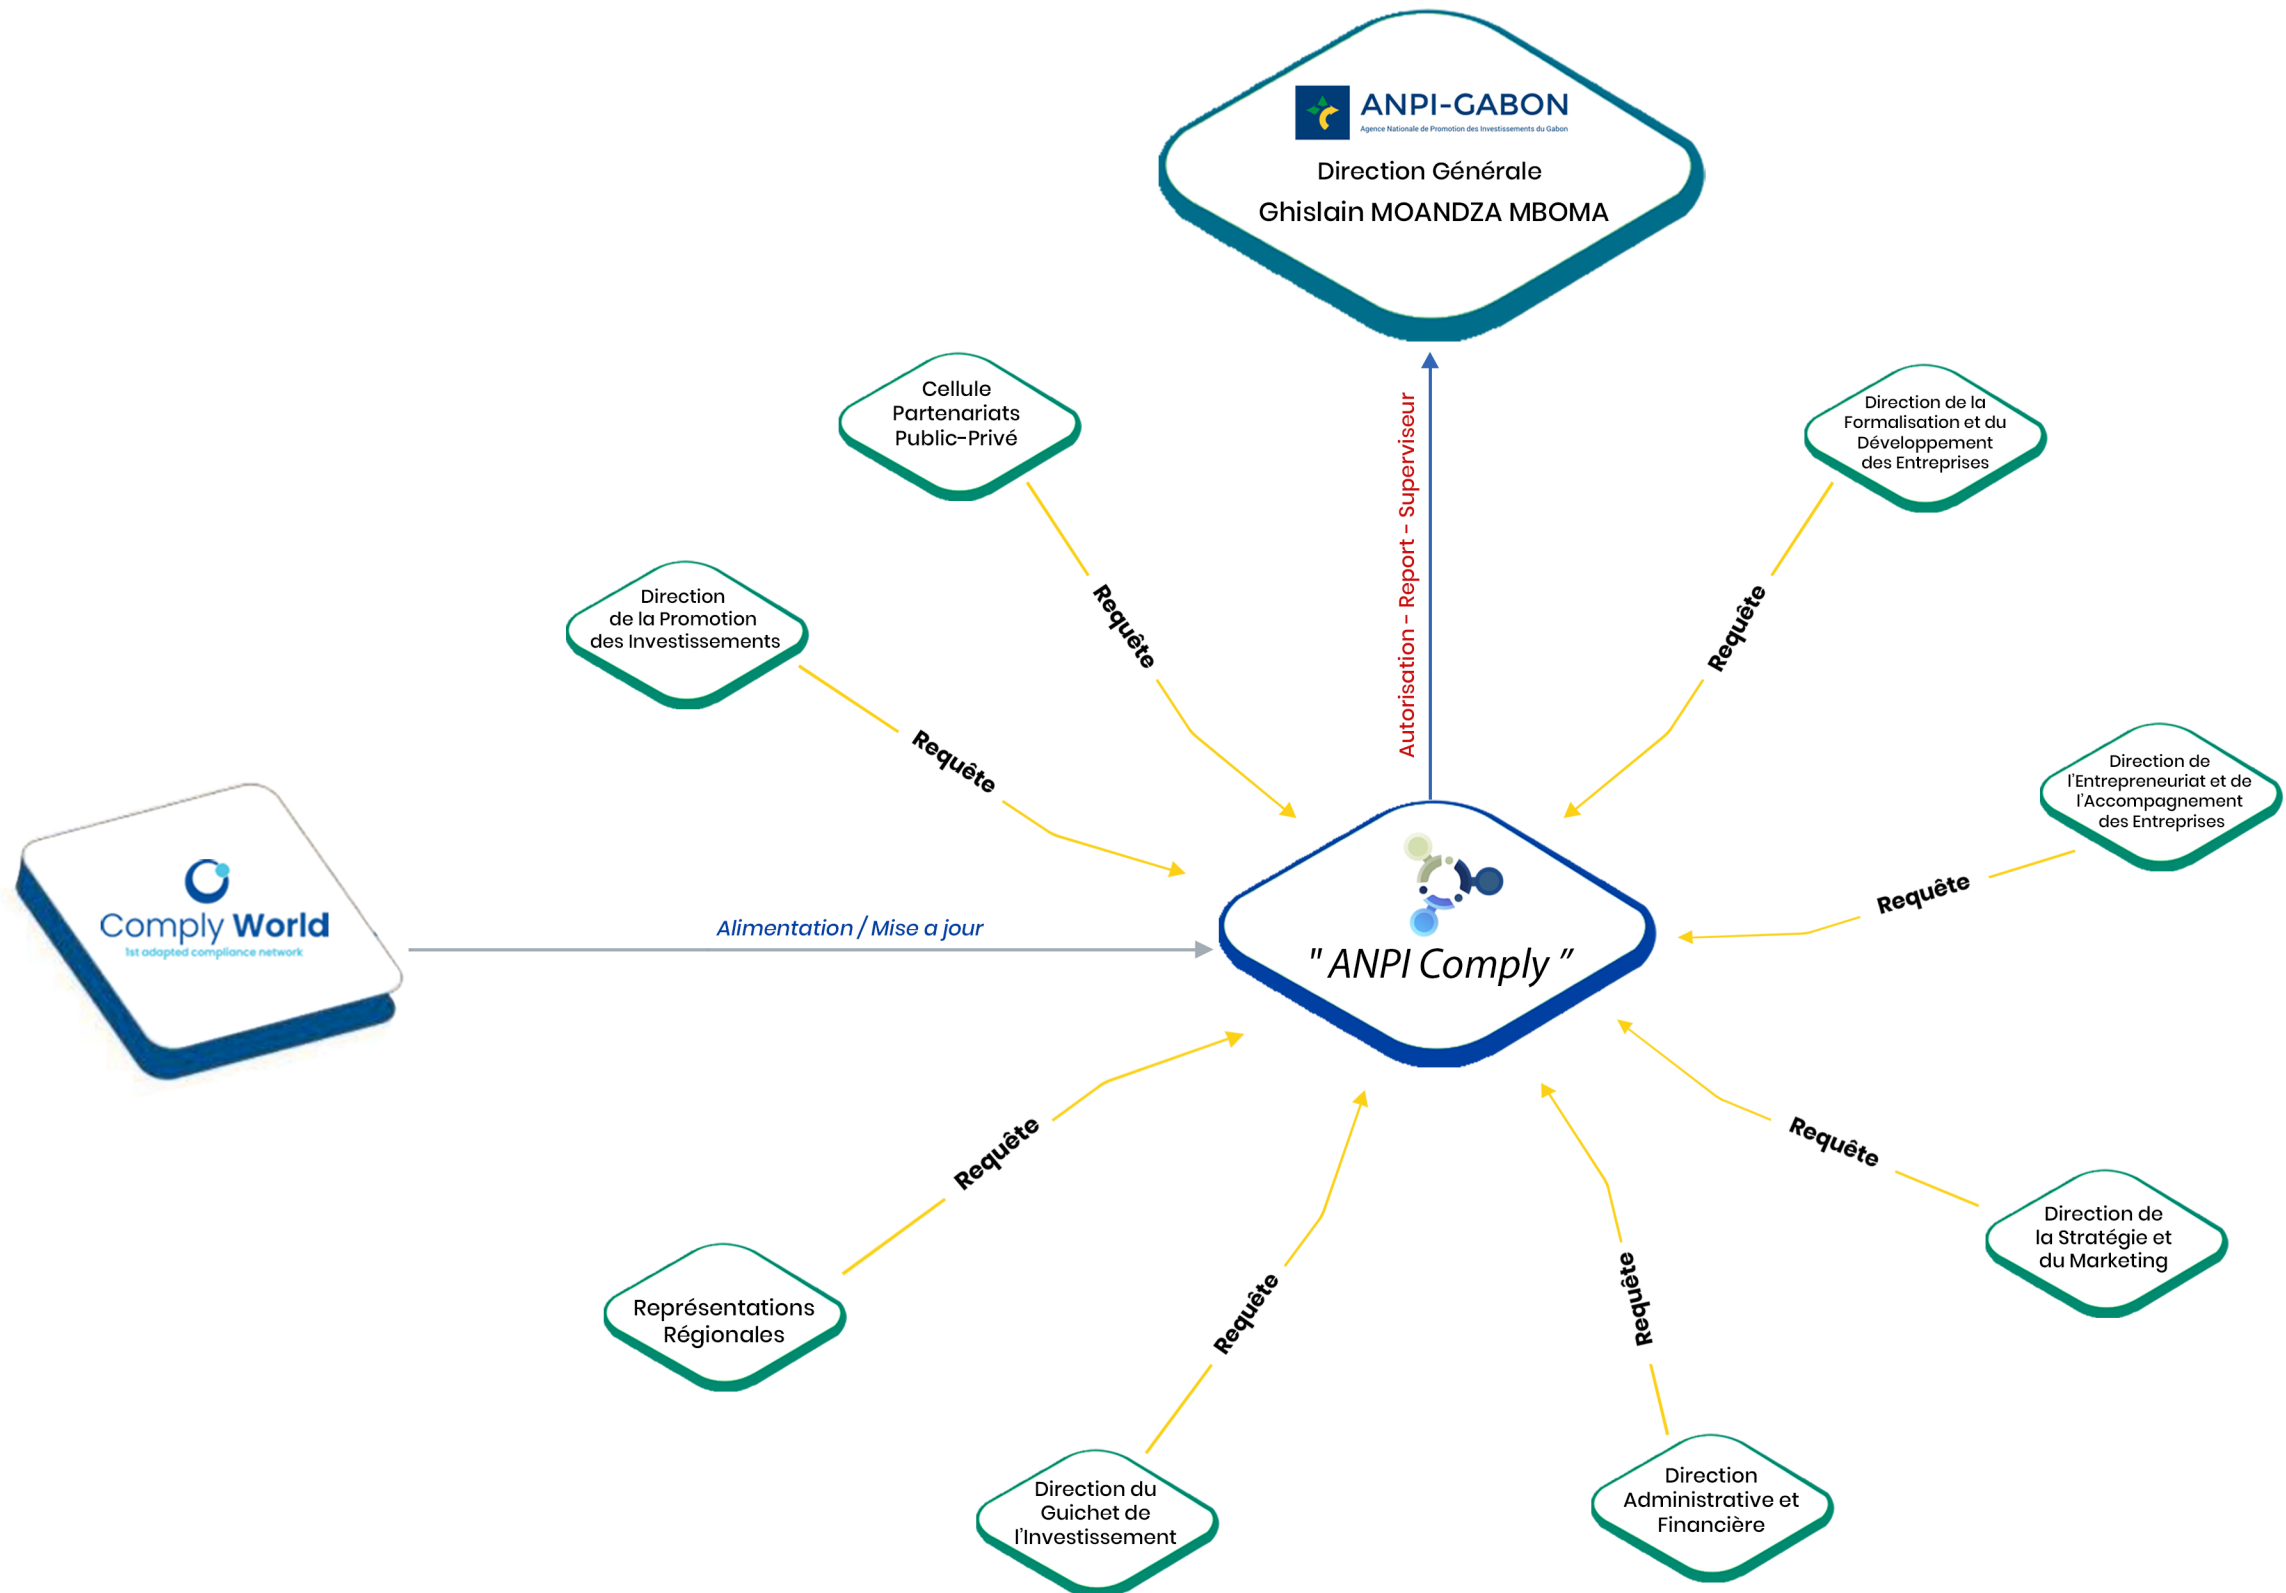 ANPI-GABON
Agence Nationale de Promotion des Investissements du Gabon
Direction Générale
Ghislain MOANDZA MBOMA
Cellule
Partenariats
Public-Privé
Direction de la
Formalisation et du
Développement
des Entreprises
Autorisation - Report - Superviseur
Requête
Requête
Direction
de la Promotion
des Investissements
Requête
Direction de
l'Entrepreneuriat et de
l'Accompagnement
des Entreprises
Requête
Comply World
1st adapted compliance network
Alimentation / Mise a jour
" ANPI Comply "
Requête
Requête
Requête
Requête
Direction de
la Stratégie et
du Marketing
Représentations
Régionales
Direction du
Guichet de
l'Investissement
Direction
Administrative et
Financière